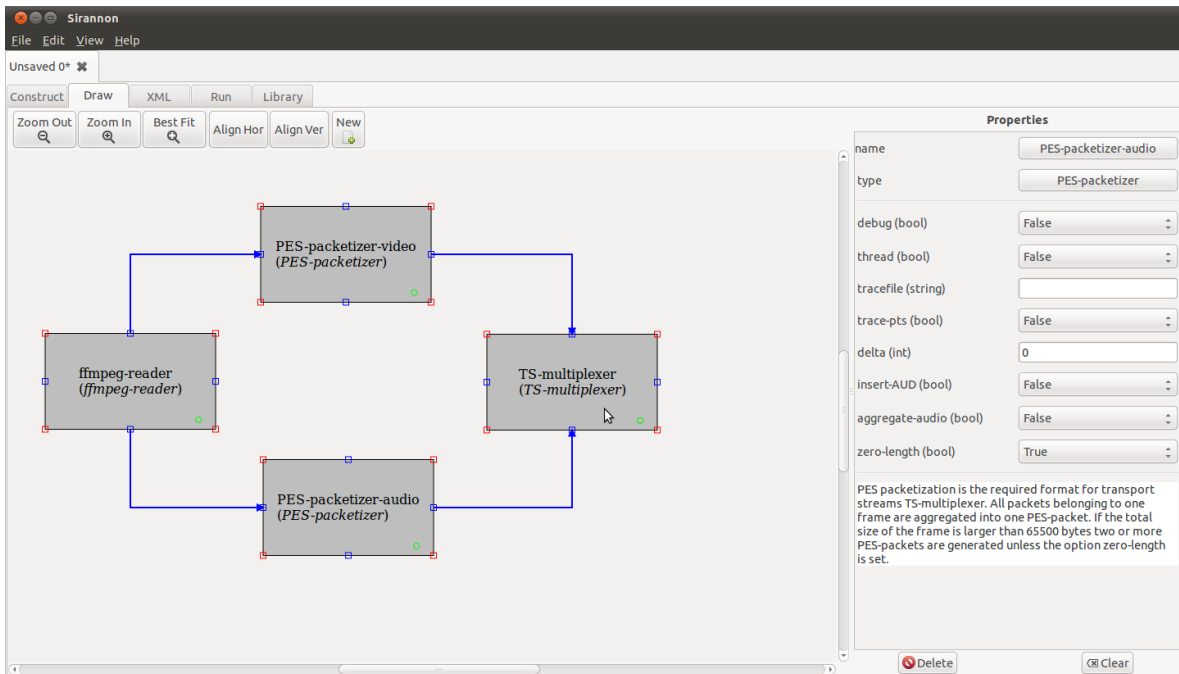 Sirannon
File Edit View Help
Unsaved 0*
Construct Draw XML Run Library
Zoom Out Zoom In Best Fit Align Hor Align Ver New
PES-packetizer-video
(PES-packetizer)
ffmpeg-reader
(ffmpeg-reader)
TS-multiplexer
(TS-multiplexer)
PES-packetizer-audio
(PES-packetizer)
Properties
name PES-packetizer-audio
type PES-packetizer
debug (bool) False
thread (bool) False
tracefile (string)
trace-pts (bool) False
delta (int) 0
insert-AUD (bool) False
aggregate-audio (bool) False
zero-length (bool) True
PES packetization is the required format for transport
streams TS-multiplexer. All packets belonging to one
frame are aggregated into one PES-packet. If the total
size of the frame is larger than 65500 bytes two or more
PES-packets are generated unless the option zero-length
is set.
Delete Clear